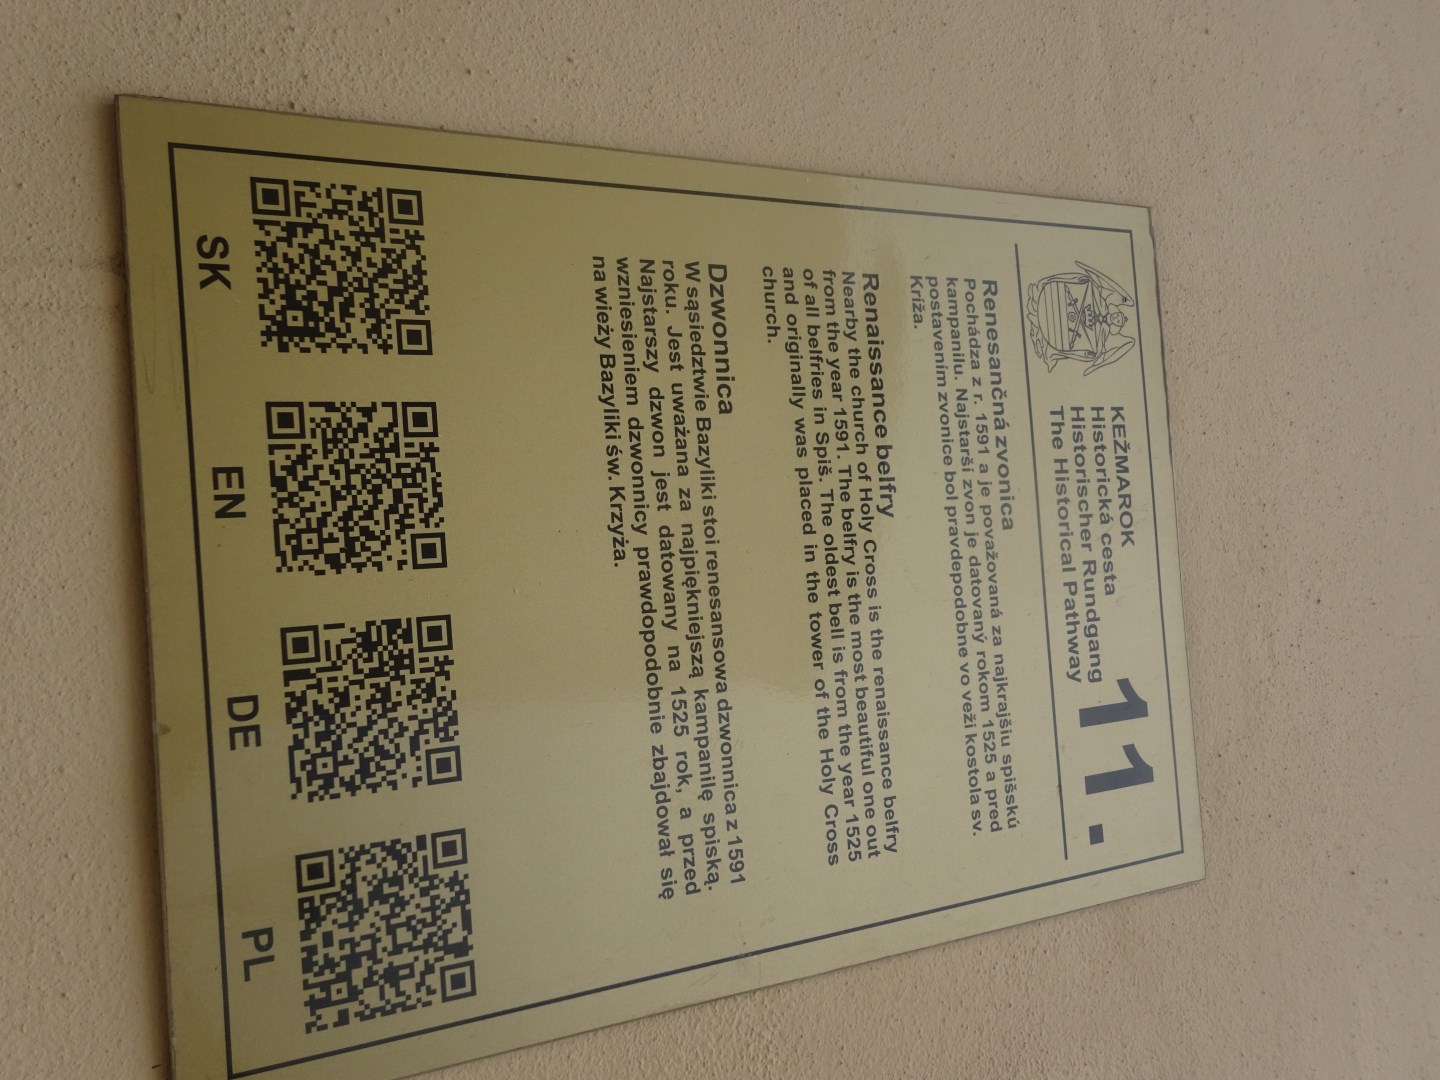 KEŽMAROK
Historická cesta
Historischer Rundgang
The Historical Pathway
11.
Renesančná zvonica
Pochádza z r. 1591 a je považovaná za najkrajšiu spišskú
kampanilu. Najstarší zvon je datovaný rokom 1525 a pred
postavením zvonice bol pravdepodobne vo veži kostola sv.
Kríža.
Renaissance belfry
Nearby the church of Holy Cross is the renaissance belfry
from the year 1591. The belfry is the most beautiful one out
of all belfries in Spiš. The oldest bell is from the year 1525
and originally was placed in the tower of the Holy Cross
church.
Dzwonnica
W sąsiedztwie Bazyliki stoi renesansowa dzwonnica z 1591
roku. Jest uważana za najpiękniejszą kampanilę spiską.
Najstarszy dzwon jest datowany na 1525 rok, a przed
wzniesieniem dzwonnicy prawdopodobnie zbajdował się
na wieży Bazyliki św. Krzyża.
SK EN DE PL